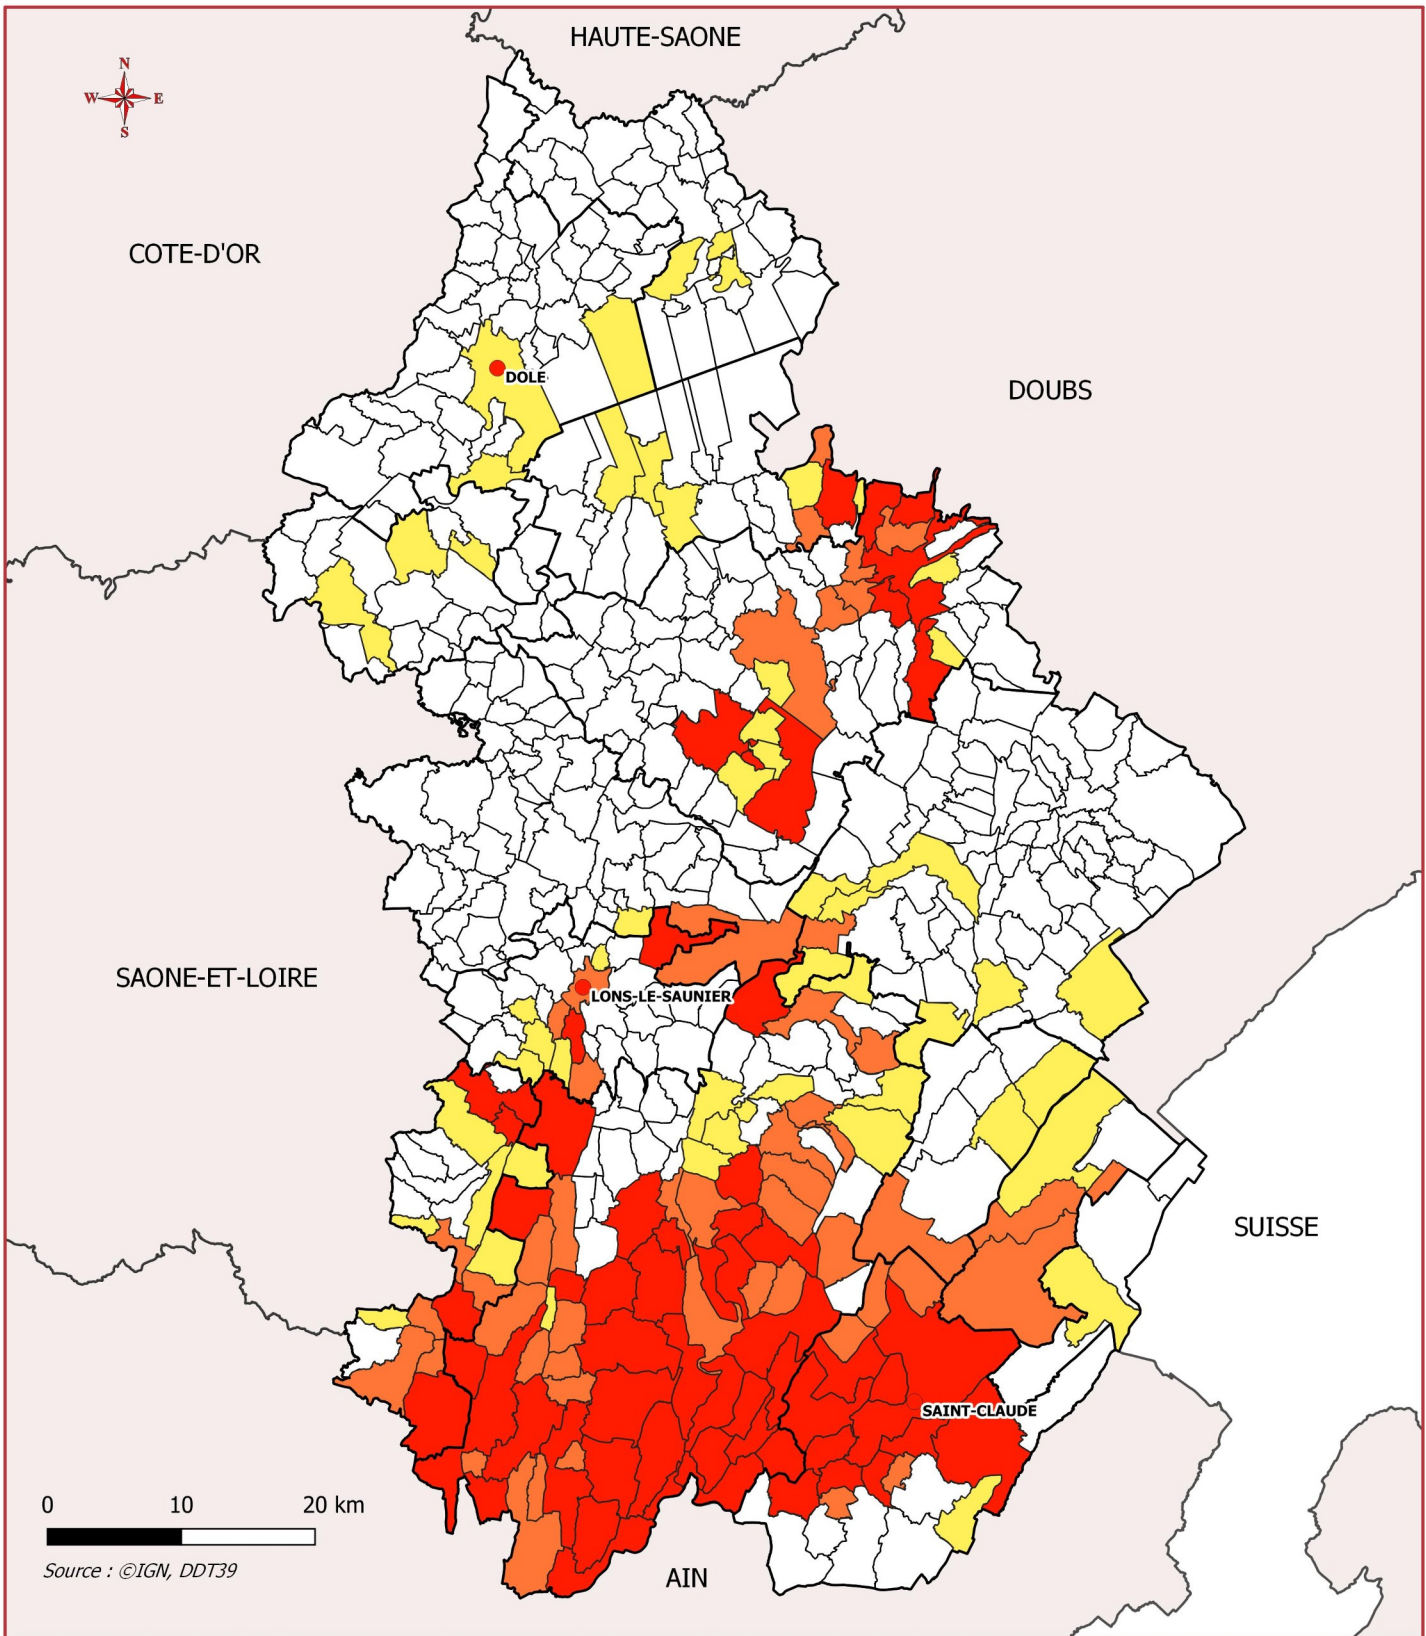 HAUTE-SAONE
N
W E
S
COTE-D'OR
DOLE
DOUBS
SAONE-ET-LOIRE
LONS-LE-SAUNIER
SUISSE
SAINT-CLAUDE
0 10 20 km
Source : ©IGN, DDT39
AIN